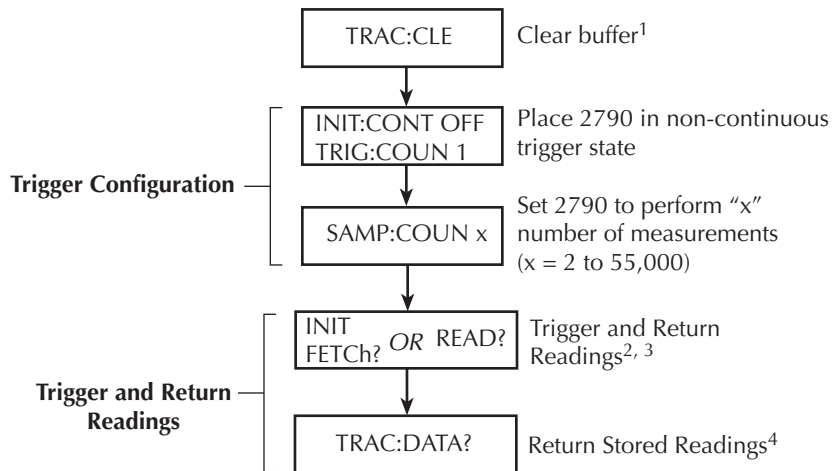 TRAC:CLE
Clear buffer1
Trigger Configuration
INIT:CONT OFF
TRIG:COUN 1
Place 2790 in non-continuous
trigger state
SAMP:COUN x
Set 2790 to perform “x”
number of measurements
(x = 2 to 55,000)
Trigger and Return
Readings
INIT
FETCh?
OR
READ?
Trigger and Return
Readings2, 3
TRAC:DATA?
Return Stored Readings4